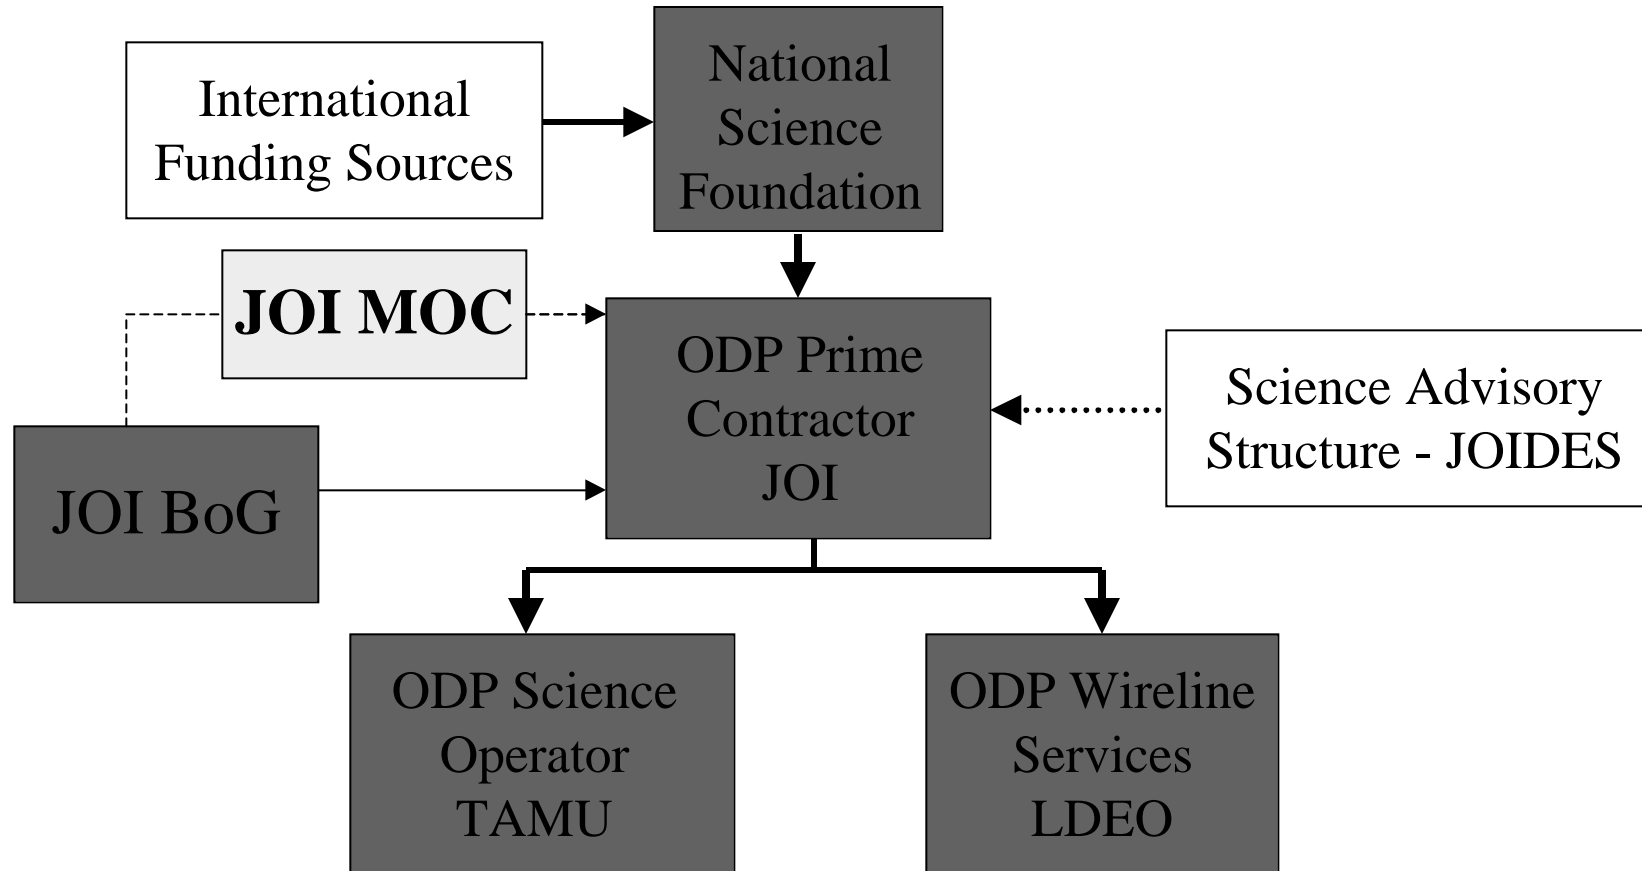 International
Funding Sources
National
Science
Foundation
JOI MOC
ODP Prime
Contractor
JOI
Science Advisory
Structure - JOIDES
JOI BoG
ODP Science
Operator
TAMU
ODP Wireline
Services
LDEO